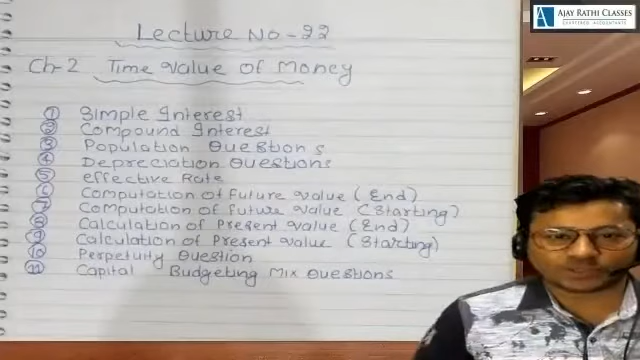 AJAY RATHI CLASSES
CHARTERED ACCOUNTANTS
Lecture No - 22
Ch-2 Time Value of Money
① Simple Interest
② Compound Interest
③ Population Questions
④ Depreciation Questions
⑤ Effective Rate
⑥ Computation of Future Value (End)
⑦ Computation of Future Value (Starting)
⑧ Calculation of Present Value (End)
⑨ Calculation of Present Value (Starting)
⑩ Perpetuity Question
⑪ Capital Budgeting Mix Questions